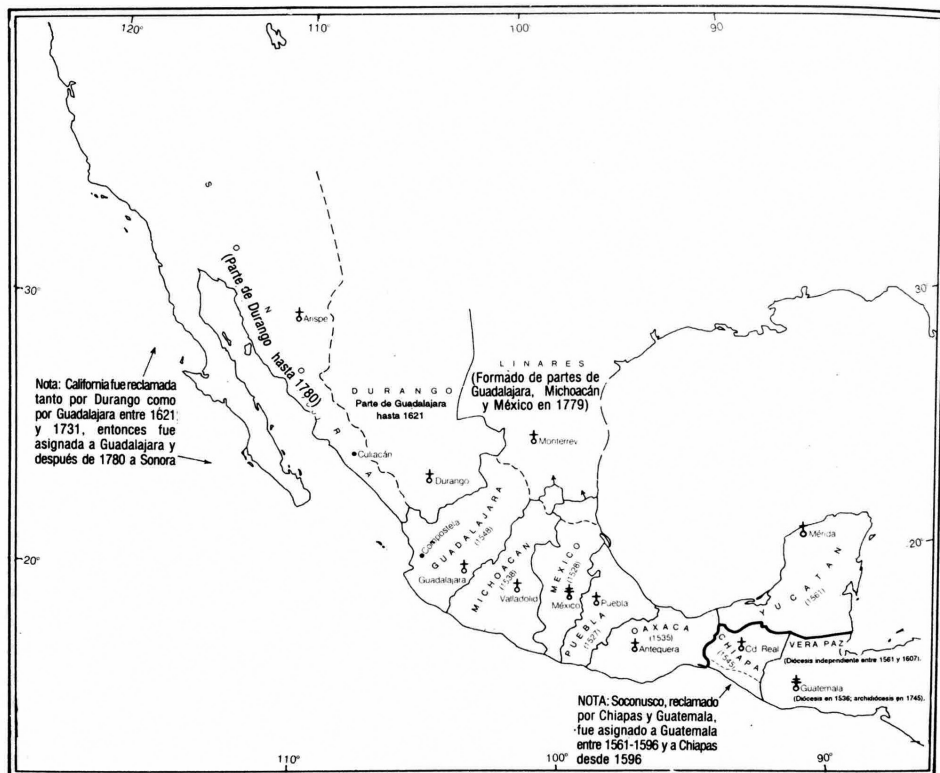 120°
110°
100°
90°
30°
30°
20°
20°
110°
100°
90°
SONORA
(Parte de Durango hasta 1780)
Arispe
Nota: California fue reclamada
tanto por Durango como
por Guadalajara entre 1621
y 1731, entonces fue
asignada a Guadalajara y
después de 1780 a Sonora
DURANGO
Parte de Guadalajara
hasta 1621
LINARES
(Formado de partes de
Guadalajara, Michoacán
y México en 1779)
Monterrey
Culiacán
Durango
Compostela
GUADALAJARA
(1548)
Guadalajara
MICHOACAN
(1538)
Valladolid
MEXICO
(1528)
México
PUEBLA
(1527)
Puebla
OAXACA
(1535)
Antequera
Mérida
YUCATAN
(1561)
CHIAPA
(1545)
Cd. Real
VERA PAZ
(Diócesis independiente entre 1561 y 1607).
Guatemala
(Diócesis en 1536; archidiócesis en 1745).
NOTA: Soconusco, reclamado
por Chiapas y Guatemala,
fue asignado a Guatemala
entre 1561-1596 y a Chiapas
desde 1596